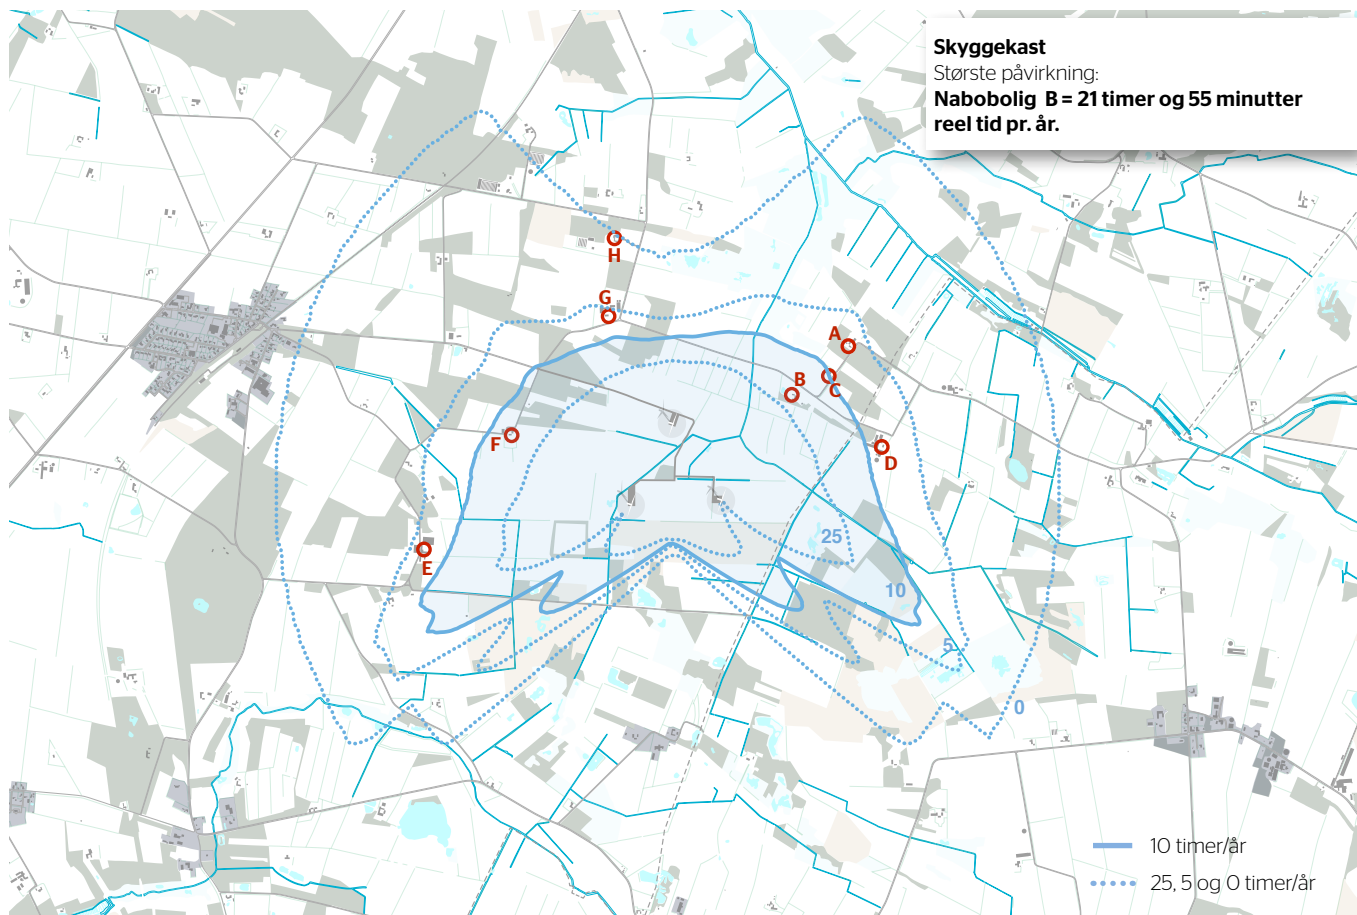 Skyggekast
Største påvirkning:
Nabobolig B = 21 timer og 55 minutter
reel tid pr. år.
H
G
A
B
C
F
D
25
E
10
5
0
10 timer/år
25, 5 og 0 timer/år